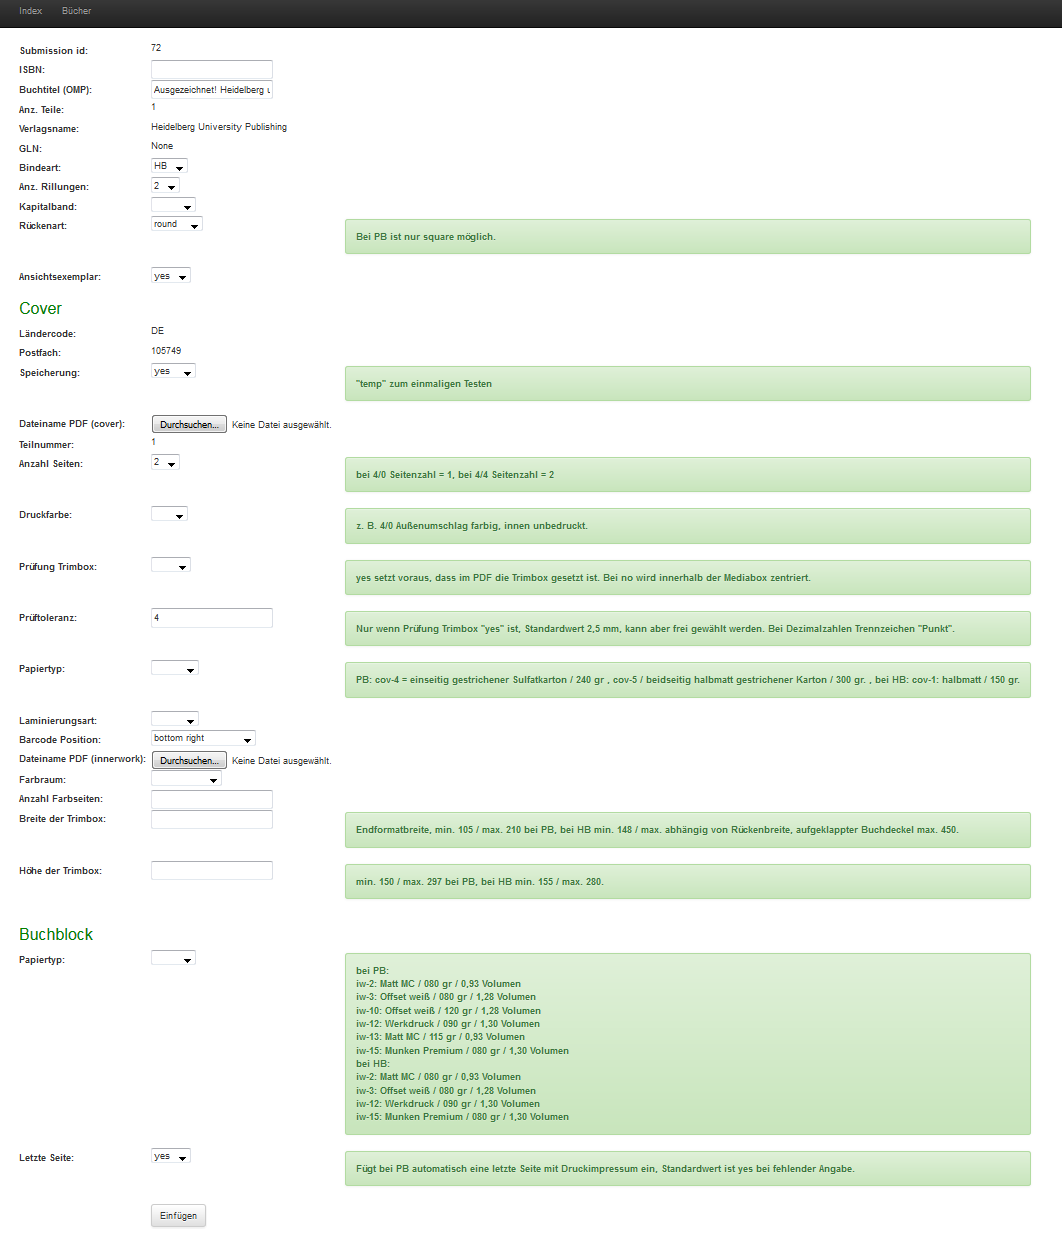 Index Bücher
Submission id: 72
ISBN:
Buchtitel (OMP): Ausgezeichnet! Heidelberg u
Anz. Teile: 1
Verlagsname: Heidelberg University Publishing
GLN: None
Bindeart: HB
Anz. Rillungen: 2
Kapitalband:
Rückenart: round Bei PB ist nur square möglich.
Ansichtsexemplar: yes
Cover
Ländercode: DE
Postfach: 105749
Speicherung: yes "temp" zum einmaligen Testen
Dateiname PDF (cover): Durchsuchen... Keine Datei ausgewählt.
Teilnummer: 1
Anzahl Seiten: 2 bei 4/0 Seitenzahl = 1, bei 4/4 Seitenzahl = 2
Druckfarbe: z. B. 4/0 Außenumschlag farbig, innen unbedruckt.
Prüfung Trimbox: yes setzt voraus, dass im PDF die Trimbox gesetzt ist. Bei no wird innerhalb der Mediabox zentriert.
Prüftoleranz: 4 Nur wenn Prüfung Trimbox "yes" ist, Standardwert 2,5 mm, kann aber frei gewählt werden. Bei Dezimalzahlen Trennzeichen "Punkt".
Papiertyp: PB: cov-4 = einseitig gestrichener Sulfatkarton / 240 gr , cov-5 / beidseitig halbmatt gestrichener Karton / 300 gr. , bei HB: cov-1: halbmatt / 150 gr.
Laminierungsart:
Barcode Position: bottom right
Dateiname PDF (innerwork): Durchsuchen... Keine Datei ausgewählt.
Farbraum:
Anzahl Farbseiten:
Breite der Trimbox: Endformatbreite, min. 105 / max. 210 bei PB, bei HB min. 148 / max. abhängig von Rückenbreite, aufgeklappter Buchdeckel max. 450.
Höhe der Trimbox: min. 150 / max. 297 bei PB, bei HB min. 155 / max. 280.
Buchblock
Papiertyp: bei PB:
iw-2: Matt MC / 080 gr / 0,93 Volumen
iw-3: Offset weiß / 080 gr / 1,28 Volumen
iw-10: Offset weiß / 120 gr / 1,28 Volumen
iw-12: Werkdruck / 090 gr / 1,30 Volumen
iw-13: Matt MC / 115 gr / 0,93 Volumen
iw-15: Munken Premium / 080 gr / 1,30 Volumen
bei HB:
iw-2: Matt MC / 080 gr / 0,93 Volumen
iw-3: Offset weiß / 080 gr / 1,28 Volumen
iw-12: Werkdruck / 090 gr / 1,30 Volumen
iw-15: Munken Premium / 080 gr / 1,30 Volumen
Letzte Seite: yes Fügt bei PB automatisch eine letzte Seite mit Druckimpressum ein, Standardwert ist yes bei fehlender Angabe.
Einfügen